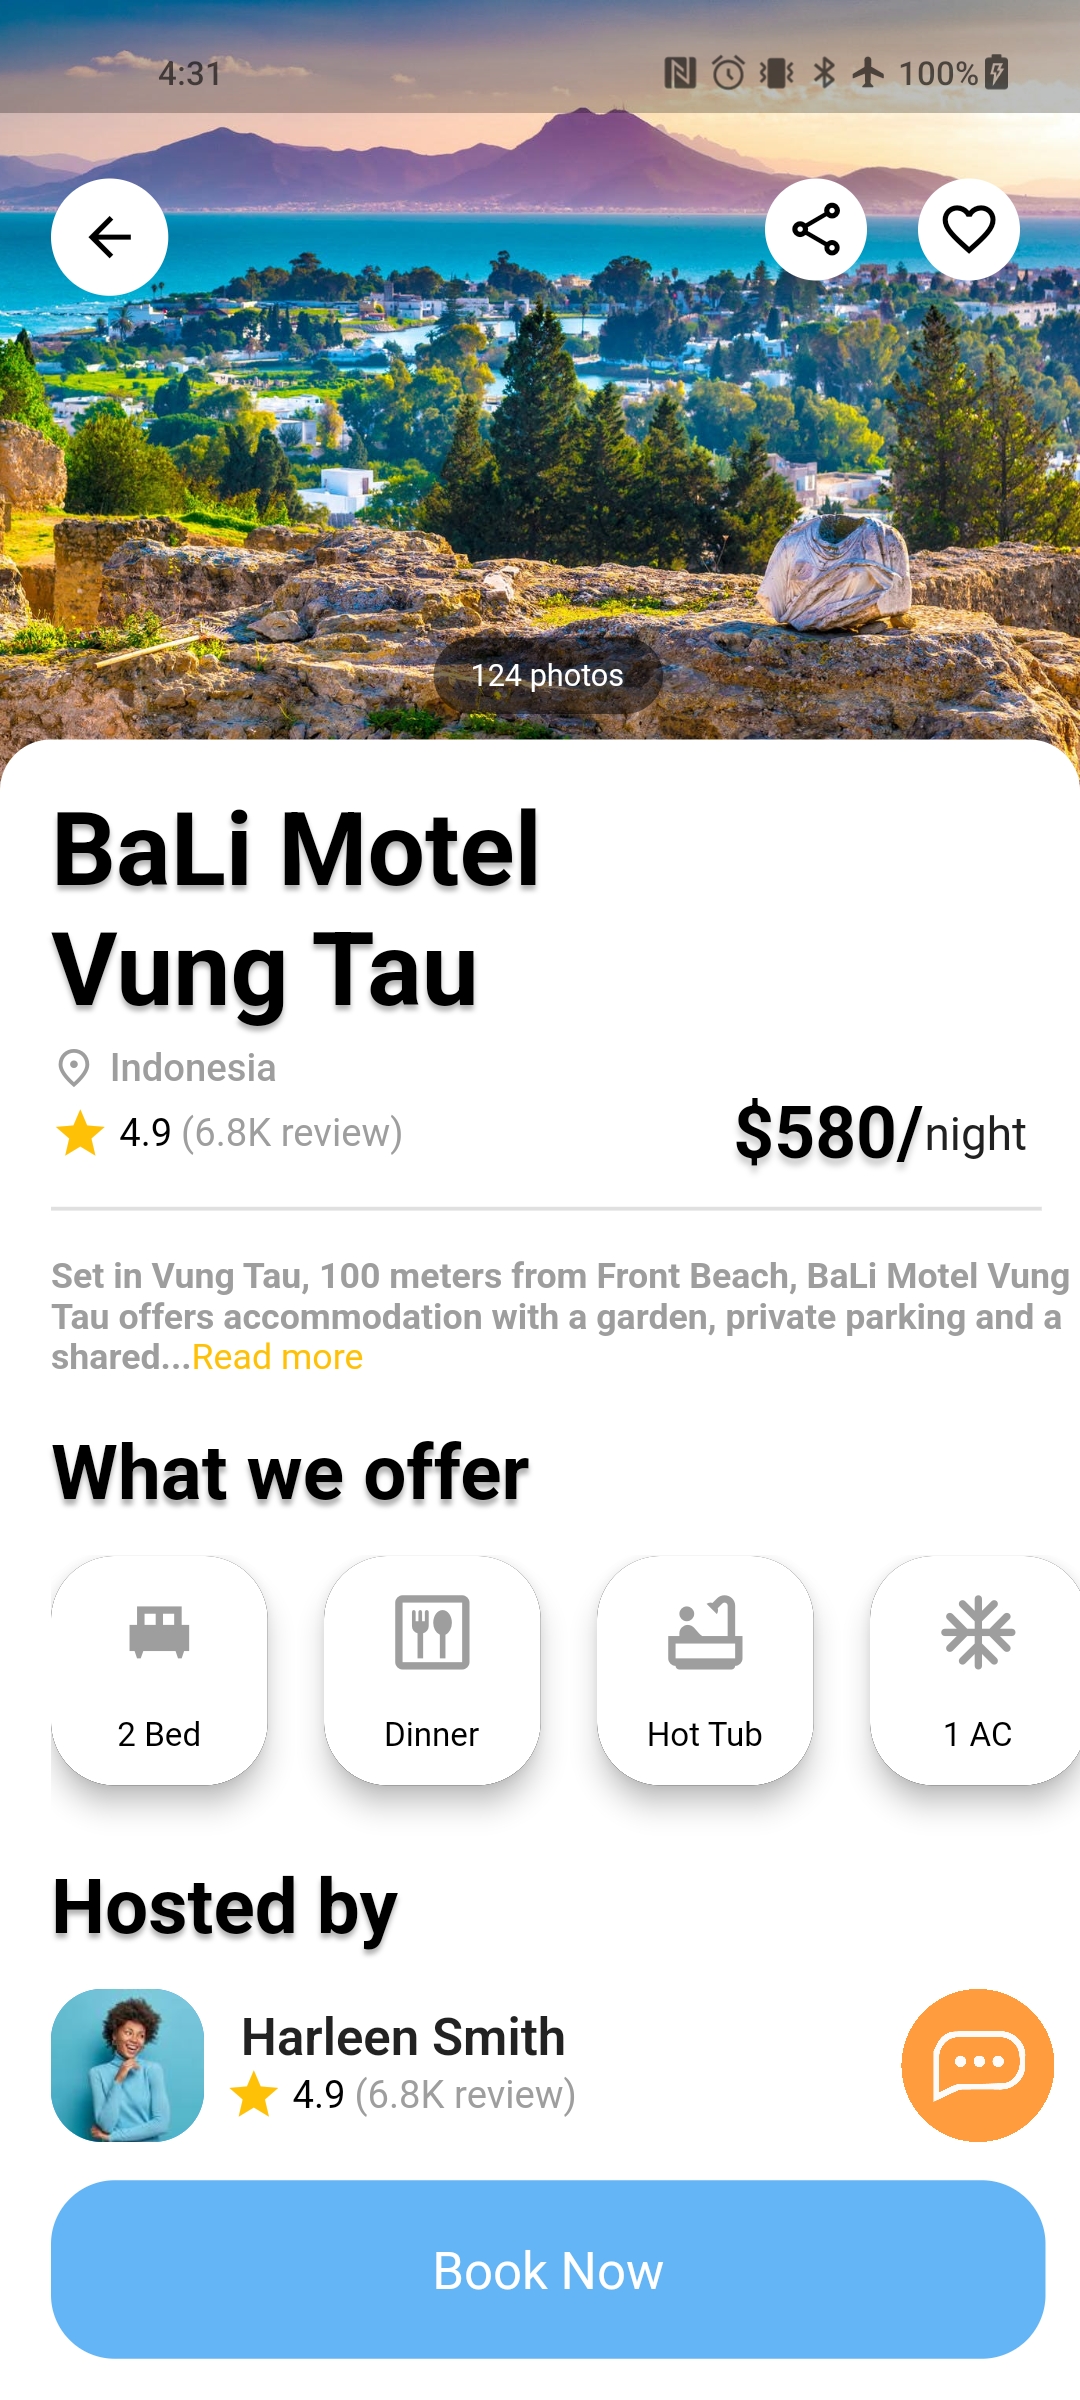 4:31
100%
124 photos
BaLi Motel
Vung Tau
Indonesia
4.9 (6.8K review)
$580/night
Set in Vung Tau, 100 meters from Front Beach, BaLi Motel Vung
Tau offers accommodation with a garden, private parking and a
shared...Read more
What we offer
2 Bed
Dinner
Hot Tub
1 AC
Hosted by
Harleen Smith
4.9 (6.8K review)
Book Now